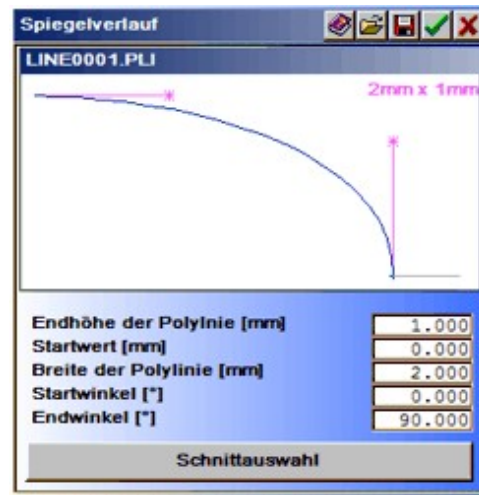 Spiegelverlauf
LINE0001.PLI
2mm x 1mm
Endhöhe der Polylnie [mm] 1.000
Startwert [mm] 0.000
Breite der Polylinie [mm] 2.000
Startwinkel [°] 0.000
Endwinkel [°] 90.000
Schnittauswahl